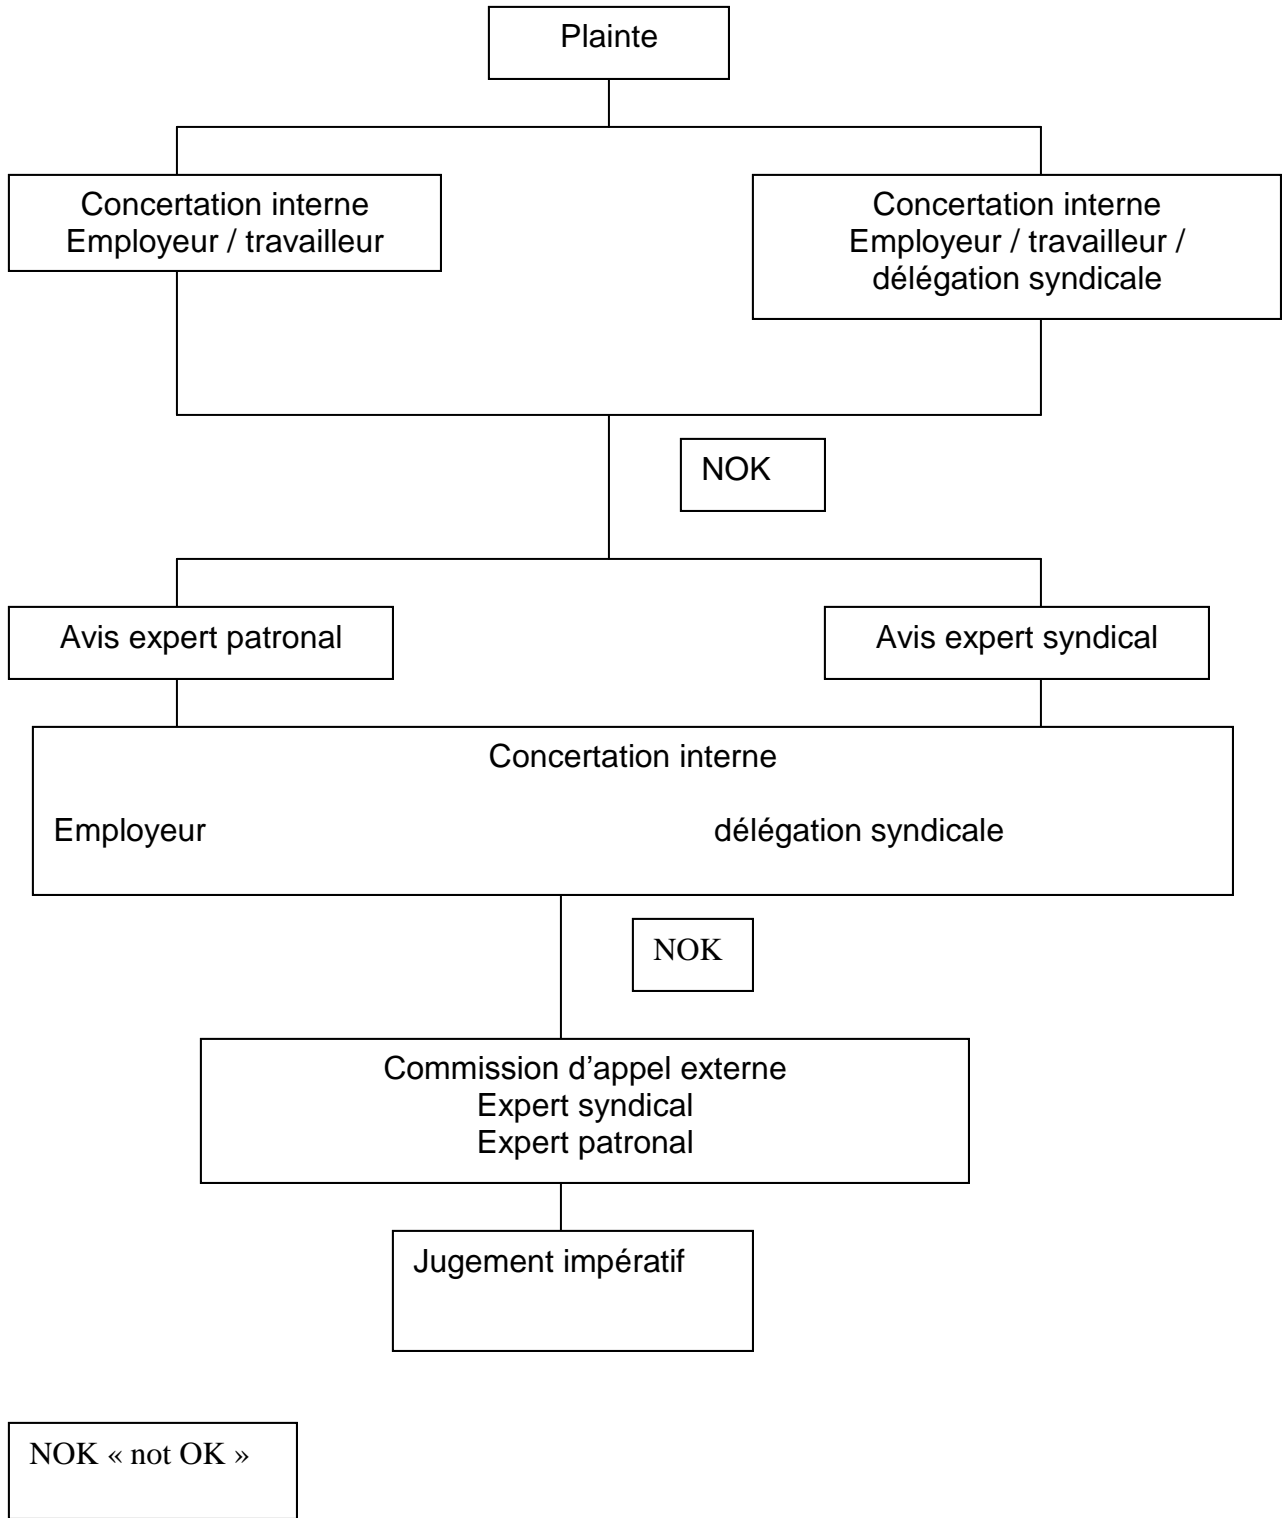 Plainte
Concertation interne
Employeur / travailleur
Concertation interne
Employeur / travailleur /
délégation syndicale
NOK
Avis expert patronal
Avis expert syndical
Concertation interne
Employeur délégation syndicale
NOK
Commission d'appel externe
Expert syndical
Expert patronal
Jugement impératif
NOK « not OK »